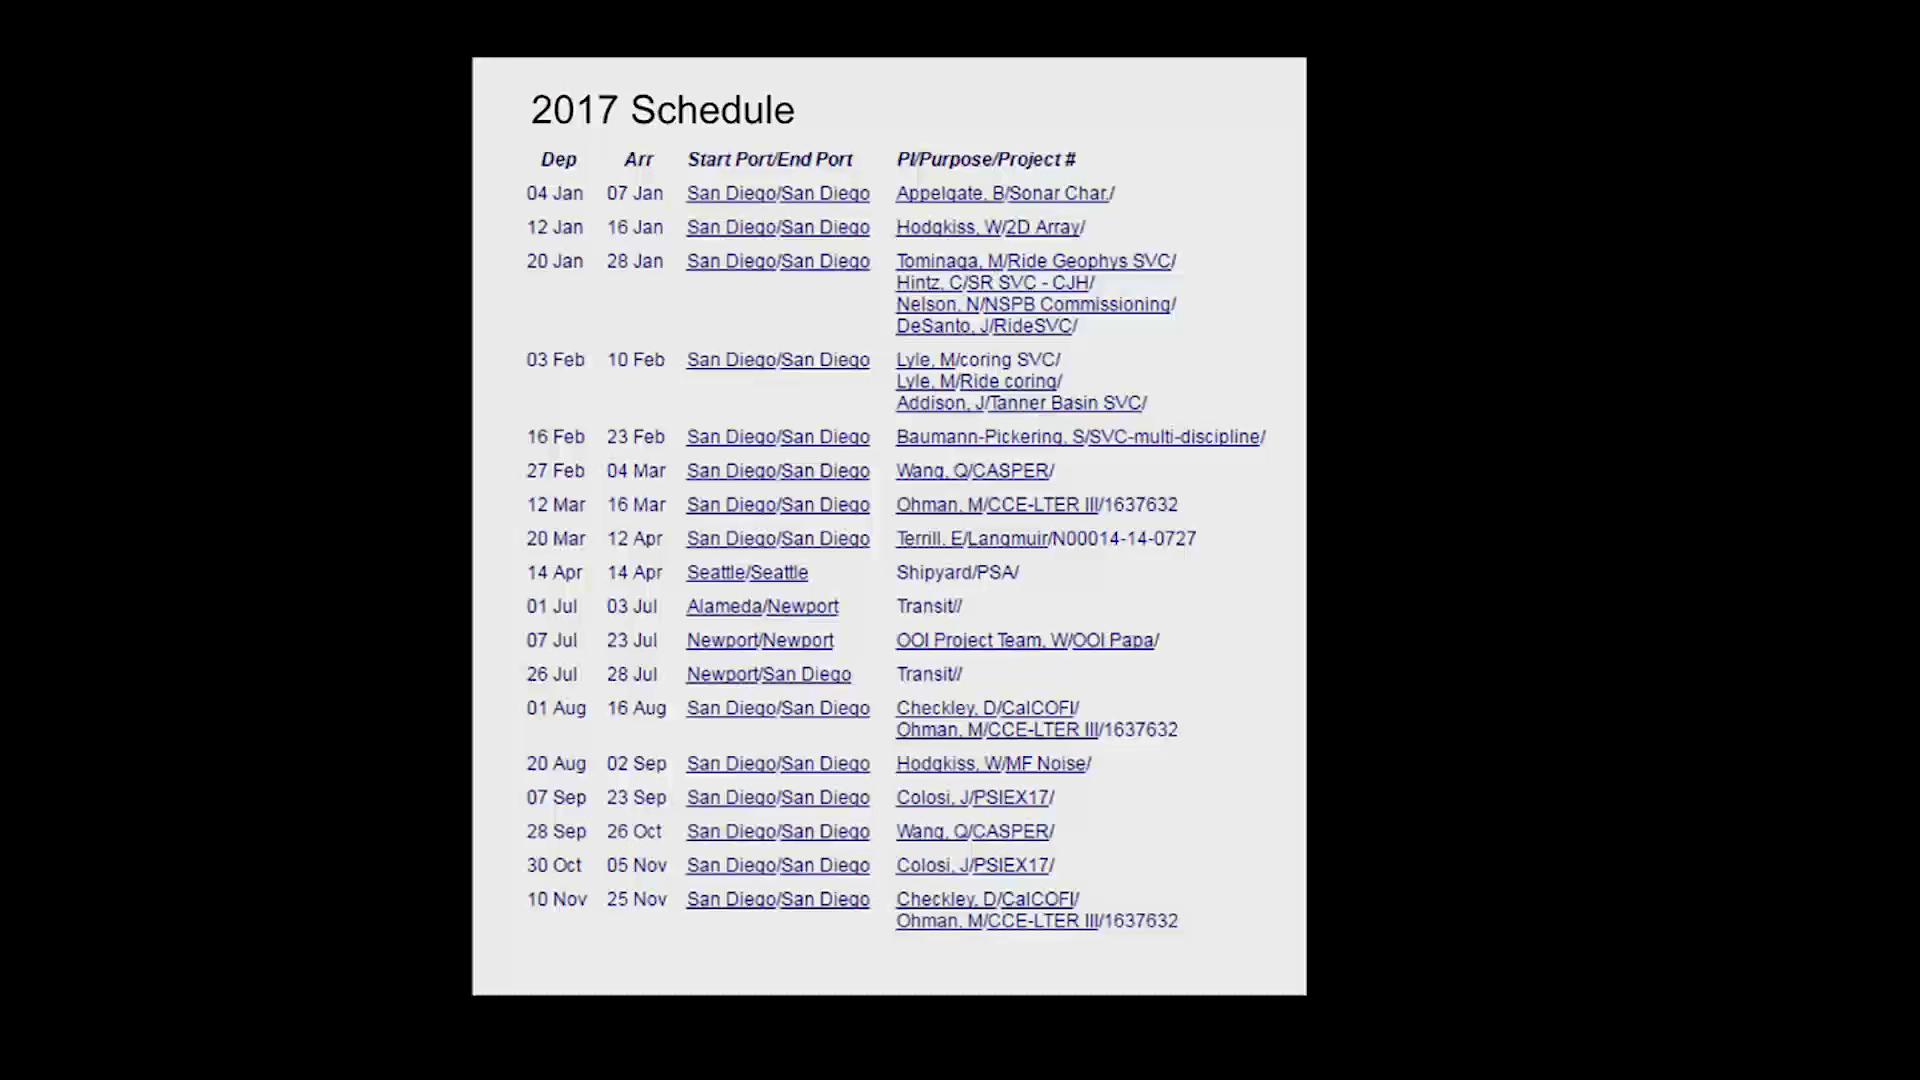 2017 Schedule
Dep Arr Start Port/End Port PI/Purpose/Project #
04 Jan 07 Jan San Diego/San Diego Appelgate, B/Sonar Char./
12 Jan 16 Jan San Diego/San Diego Hodgkiss, W/2D Array/
20 Jan 28 Jan San Diego/San Diego Tominaga, M/Ride Geophys SVC/
Hintz, C/SR SVC - CJH/
Nelson, N/NSPB Commissioning/
DeSanto, J/RideSVC/
03 Feb 10 Feb San Diego/San Diego Lyle, M/coring SVC/
Lyle, M/Ride coring/
Addison, J/Tanner Basin SVC/
16 Feb 23 Feb San Diego/San Diego Baumann-Pickering, S/SVC-multi-discipline/
27 Feb 04 Mar San Diego/San Diego Wang, Q/CASPER/
12 Mar 16 Mar San Diego/San Diego Ohman, M/CCE-LTER III/1637632
20 Mar 12 Apr San Diego/San Diego Terrill, E/Langmuir/N00014-14-0727
14 Apr 14 Apr Seattle/Seattle Shipyard/PSA/
01 Jul 03 Jul Alameda/Newport Transit//
07 Jul 23 Jul Newport/Newport OOI Project Team, W/OOI Papa/
26 Jul 28 Jul Newport/San Diego Transit//
01 Aug 16 Aug San Diego/San Diego Checkley, D/CalCOFI/
Ohman, M/CCE-LTER III/1637632
20 Aug 02 Sep San Diego/San Diego Hodgkiss, W/MF Noise/
07 Sep 23 Sep San Diego/San Diego Colosi, J/PSIEX17/
28 Sep 26 Oct San Diego/San Diego Wang, Q/CASPER/
30 Oct 05 Nov San Diego/San Diego Colosi, J/PSIEX17/
10 Nov 25 Nov San Diego/San Diego Checkley, D/CalCOFI/
Ohman, M/CCE-LTER III/1637632